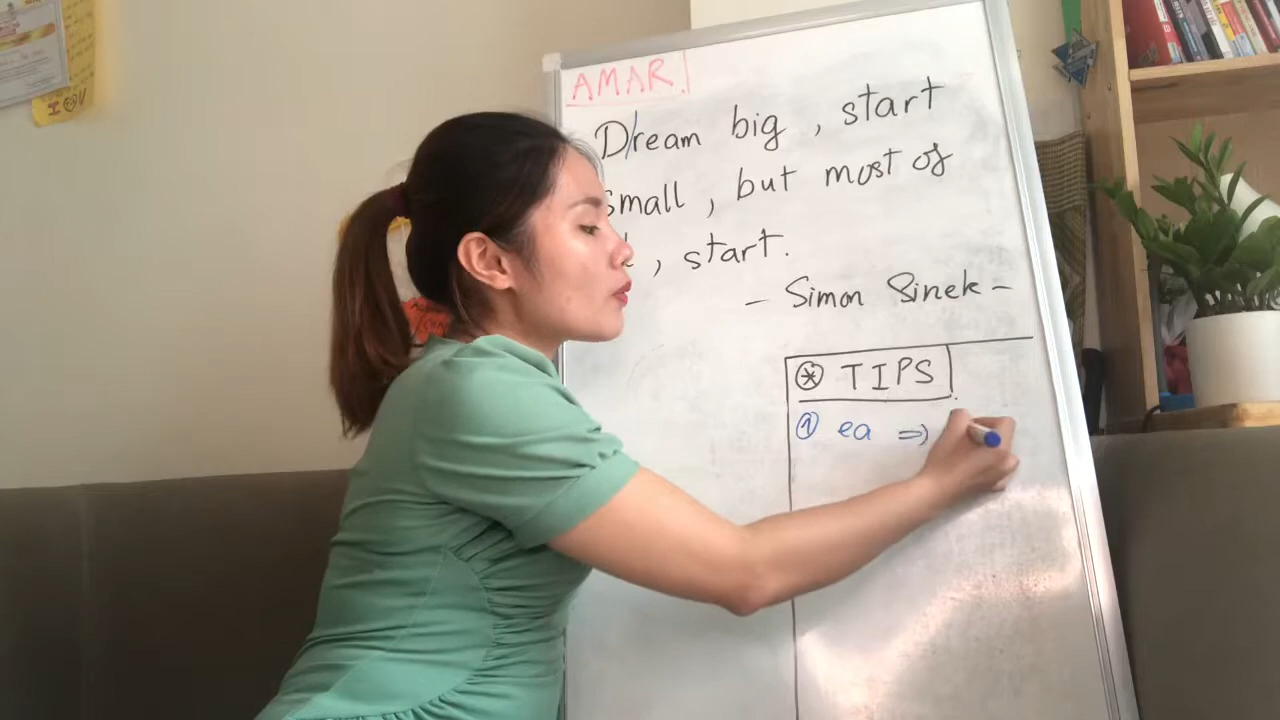 AMAR.
Dream big, start
small, but most of
, start.
- Simon Sinek -
* TIPS
1 ea =>
I U